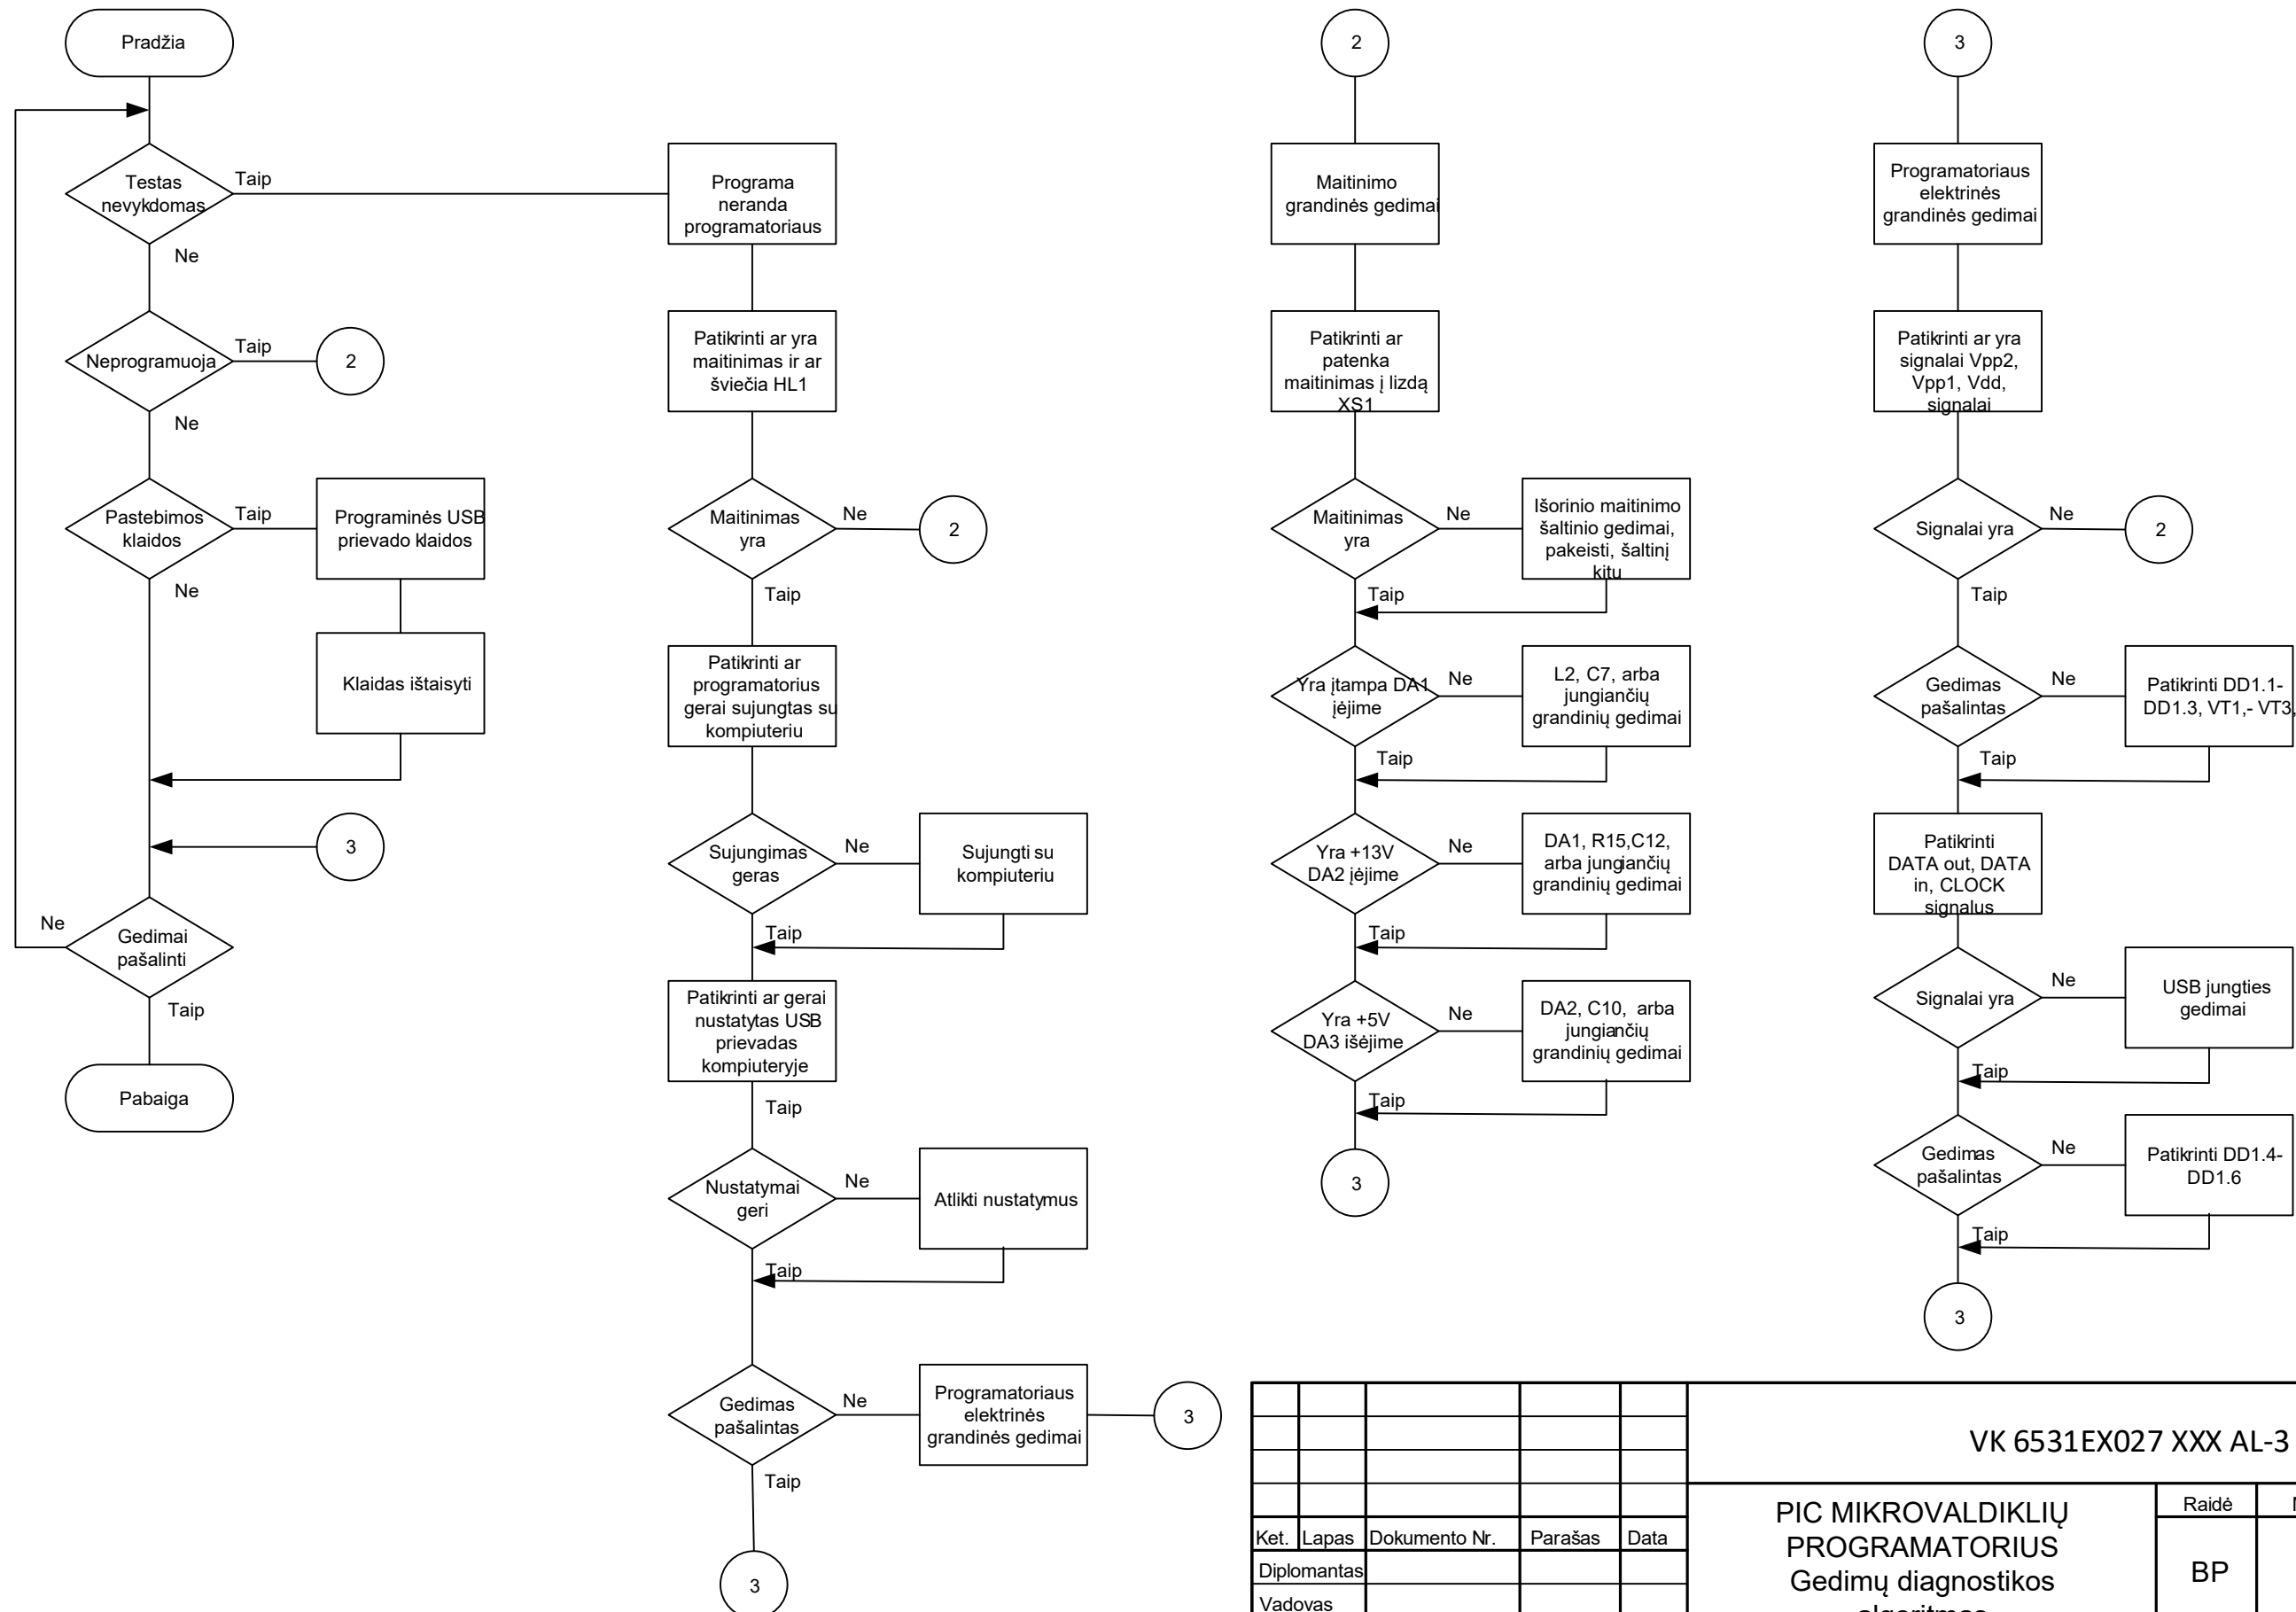 Pradžia
Testas
nevykdomas
Taip
Ne
Neprogramuoja
Taip
2
Ne
Pastebimos
klaidos
Taip
Programinės USB
prievado klaidos
Ne
Klaidas ištaisyti
3
Ne
Gedimai
pašalinti
Taip
Pabaiga
Programa
neranda
programatoriaus
Patikrinti ar yra
maitinimas ir ar
šviečia HL1
Maitinimas
yra
Ne
2
Taip
Patikrinti ar
programatorius
gerai sujungtas su
kompiuteriu
Sujungimas
geras
Ne
Sujungti su
kompiuteriu
Taip
Patikrinti ar gerai
nustatytas USB
prievadas
kompiuteryje
Taip
Nustatymai
geri
Ne
Atlikti nustatymus
Taip
Gedimas
pašalintas
Ne
Programatoriaus
elektrinės
grandinės gedimai
3
Taip
3
2
Maitinimo
grandinės gedimai
Patikrinti ar
patenka
maitinimas į lizdą
XS1
Maitinimas
yra
Ne
Išorinio maitinimo
šaltinio gedimai,
pakeisti, šaltinį
kitu
Taip
Yra įtampa DA1
įėjime
Ne
L2, C7, arba
jungiančių
grandinių gedimai
Taip
Yra +13V
DA2 įėjime
Ne
DA1, R15,C12,
arba jungiančių
grandinių gedimai
Taip
Yra +5V
DA3 išėjime
Ne
DA2, C10, arba
jungiančių
grandinių gedimai
Taip
3
3
Programatoriaus
elektrinės
grandinės gedimai
Patikrinti ar yra
signalai Vpp2,
Vpp1, Vdd,
signalai
Signalai yra
Ne
2
Taip
Gedimas
pašalintas
Ne
Patikrinti DD1.1-
DD1.3, VT1,- VT3,
Taip
Patikrinti
DATA out, DATA
in, CLOCK
signalus
Signalai yra
Ne
USB jungties
gedimai
Taip
Gedimas
pašalintas
Ne
Patikrinti DD1.4-
DD1.6
Taip
3
VK 6531EX027 XXX AL-3
Ket. Lapas Dokumento Nr. Parašas Data
Diplomantas
Vadovas
PIC MIKROVALDIKLIŲ
PROGRAMATORIUS
Gedimų diagnostikos
algoritmas
Raidė
BP